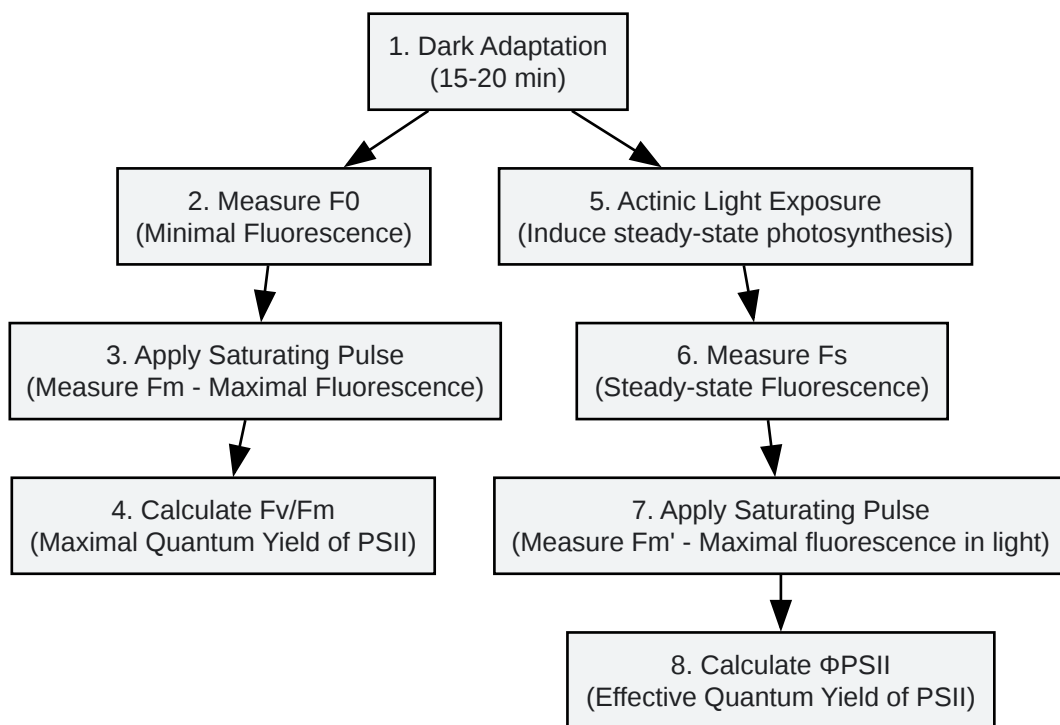 1. Dark Adaptation
(15-20 min)
2. Measure F0
(Minimal Fluorescence)
3. Apply Saturating Pulse
(Measure Fm - Maximal Fluorescence)
4. Calculate Fv/Fm
(Maximal Quantum Yield of PSII)
5. Actinic Light Exposure
(Induce steady-state photosynthesis)
6. Measure Fs
(Steady-state Fluorescence)
7. Apply Saturating Pulse
(Measure Fm' - Maximal fluorescence in light)
8. Calculate ΦPSII
(Effective Quantum Yield of PSII)